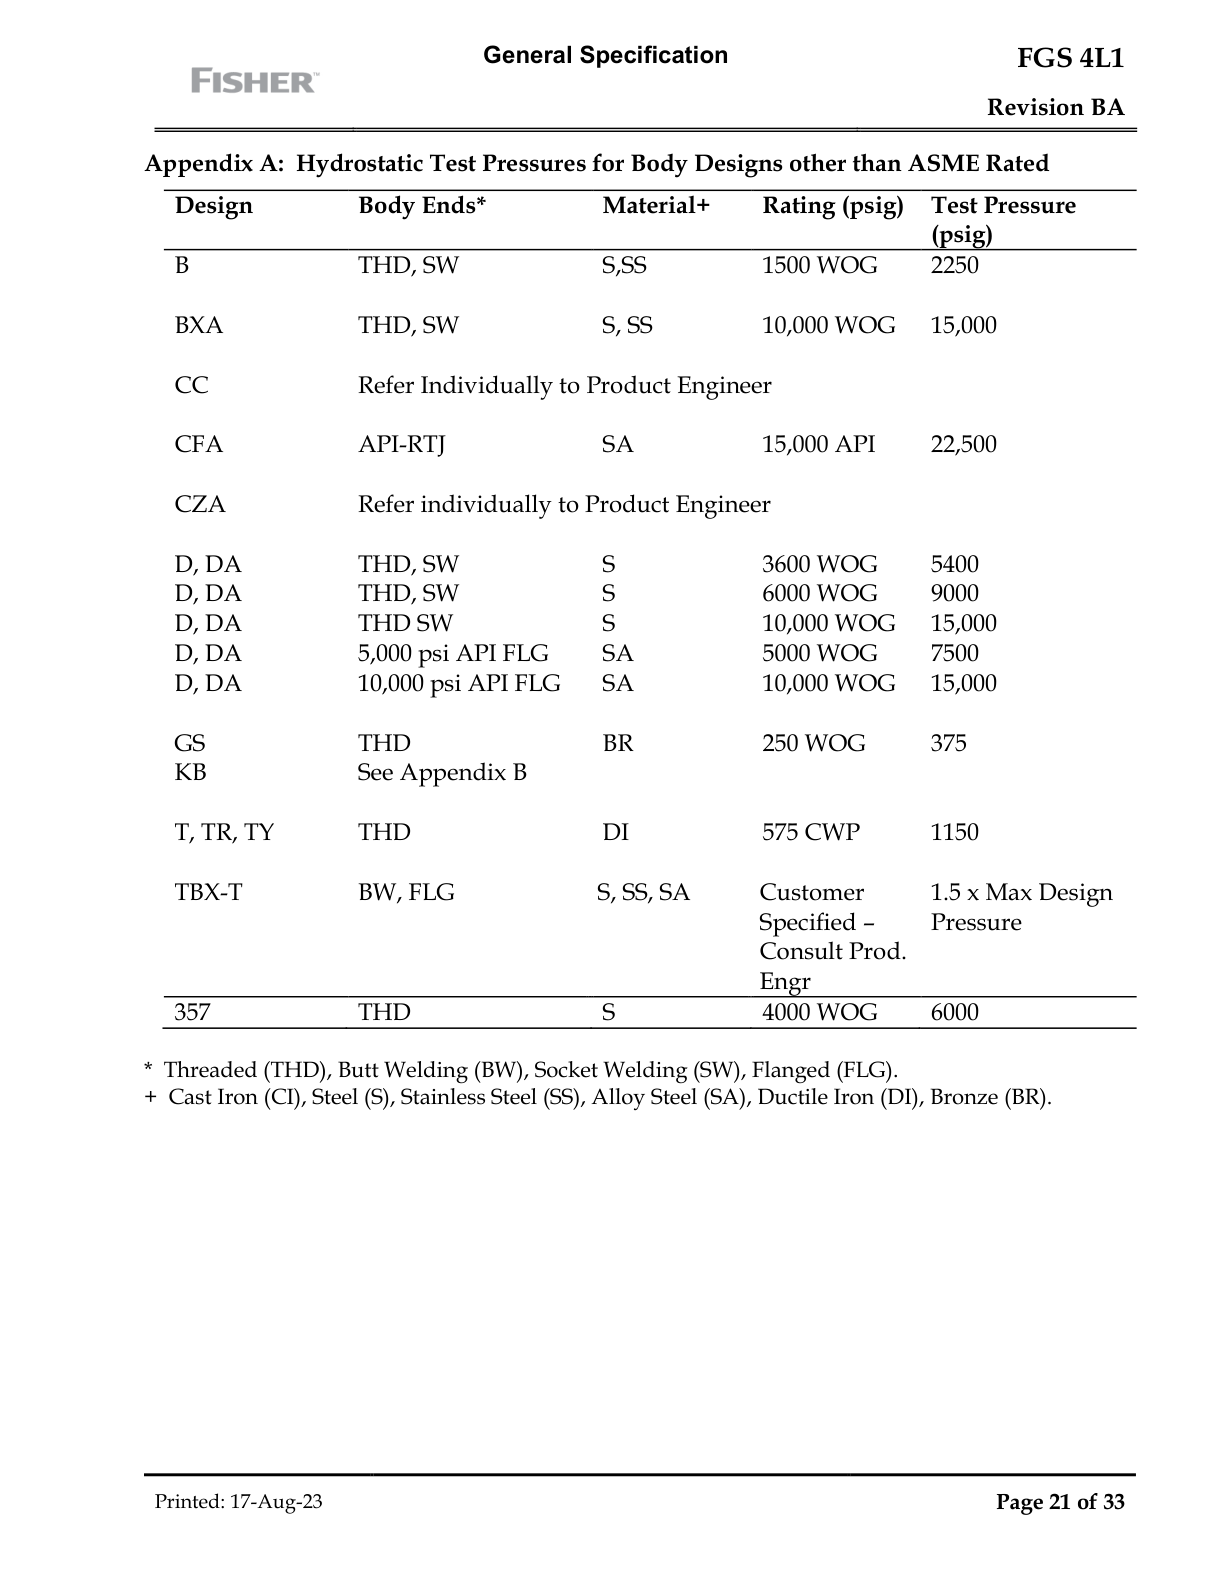 General Specification
FGS 4L1
FISHER™
Revision BA
Appendix A: Hydrostatic Test Pressures for Body Designs other than ASME Rated
Design Body Ends* Material+ Rating (psig) Test Pressure
(psig)
B THD, SW S,SS 1500 WOG 2250
BXA THD, SW S, SS 10,000 WOG 15,000
CC Refer Individually to Product Engineer
CFA API-RTJ SA 15,000 API 22,500
CZA Refer individually to Product Engineer
D, DA THD, SW S 3600 WOG 5400
D, DA THD, SW S 6000 WOG 9000
D, DA THD SW S 10,000 WOG 15,000
D, DA 5,000 psi API FLG SA 5000 WOG 7500
D, DA 10,000 psi API FLG SA 10,000 WOG 15,000
GS THD BR 250 WOG 375
KB See Appendix B
T, TR, TY THD DI 575 CWP 1150
TBX-T BW, FLG S, SS, SA Customer 1.5 x Max Design
Specified – Pressure
Consult Prod.
Engr
357 THD S 4000 WOG 6000
* Threaded (THD), Butt Welding (BW), Socket Welding (SW), Flanged (FLG).
+ Cast Iron (CI), Steel (S), Stainless Steel (SS), Alloy Steel (SA), Ductile Iron (DI), Bronze (BR).
Printed: 17-Aug-23 Page 21 of 33